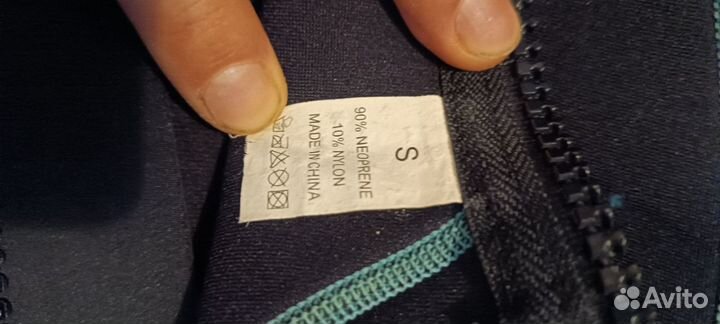 S
90% NEOPRENE
10% NYLON
MADE IN CHINA
Avito